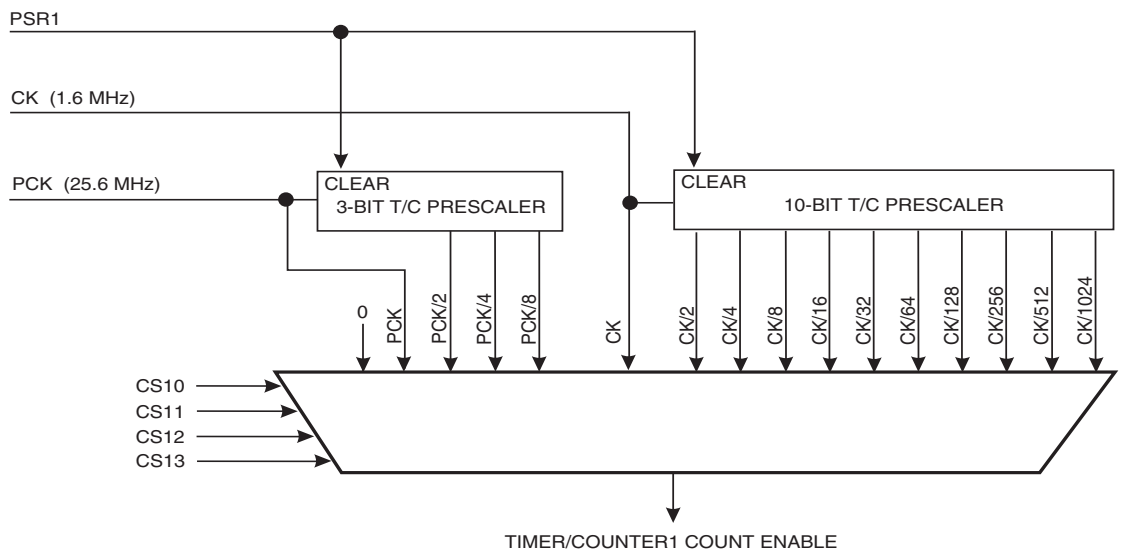 PSR1
CK (1.6 MHz)
PCK (25.6 MHz)
CLEAR
3-BIT T/C PRESCALER
CLEAR
10-BIT T/C PRESCALER
0
PCK
PCK/2
PCK/4
PCK/8
CK
CK/2
CK/4
CK/8
CK/16
CK/32
CK/64
CK/128
CK/256
CK/512
CK/1024
CS10
CS11
CS12
CS13
TIMER/COUNTER1 COUNT ENABLE